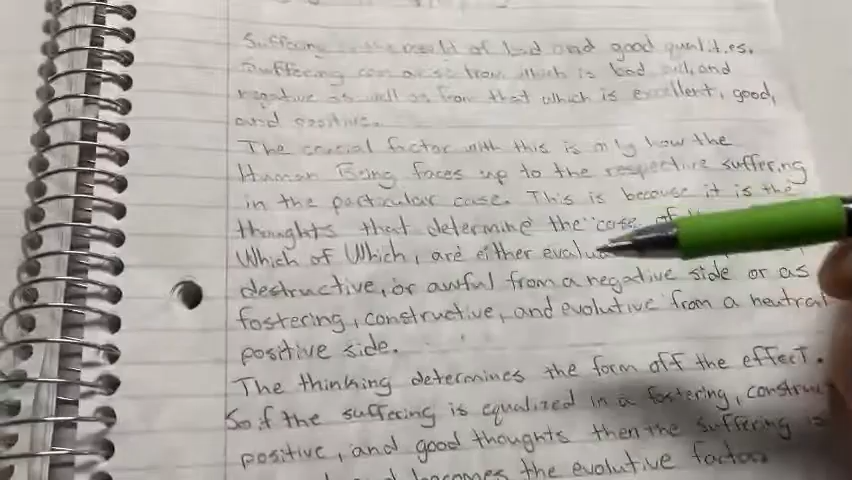 Suffering is the result of bad and good qualities.
Suffering can arise from which is bad, evil, and
negative as well as from that which is excellent, good,
and positive.
The crucial factor with this is only how the
Human Being faces up to the respective suffering
in the particular case. This is because it is the
thoughts that determine the case of
Which of Which, are either
destructive, or awful from a negative side or as
fostering, constructive, and evolutive from a neutral
positive side.
The thinking determines the form off the effect.
So if the suffering is equalized in a fostering,
positive, and good thoughts then the suffering is
becomes the evolutive factor